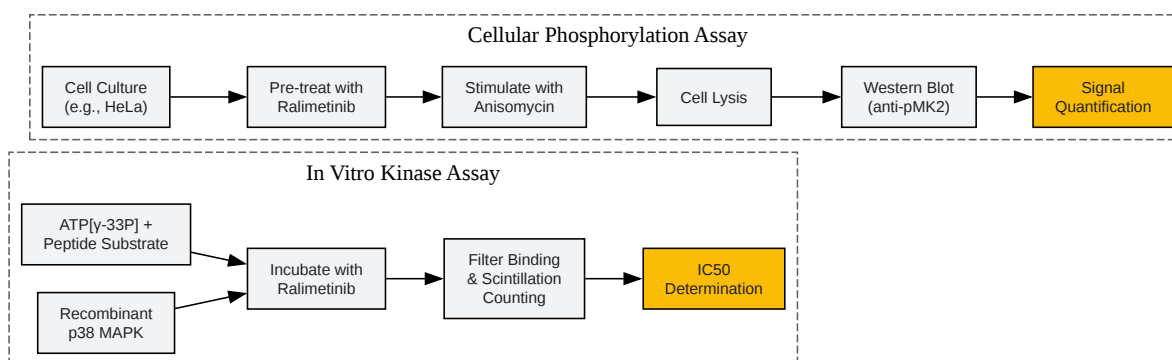 Cellular Phosphorylation Assay
Cell Culture
(e.g., HeLa)
Pre-treat with
Ralimetinib
Stimulate with
Anisomycin
Cell Lysis
Western Blot
(anti-pMK2)
Signal
Quantification
In Vitro Kinase Assay
ATP[γ-33P] +
Peptide Substrate
Recombinant
p38 MAPK
Incubate with
Ralimetinib
Filter Binding
& Scintillation
Counting
IC50
Determination